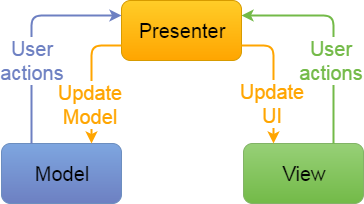 Presenter
User
actions
User
actions
Update
Model
Update
UI
Model
View